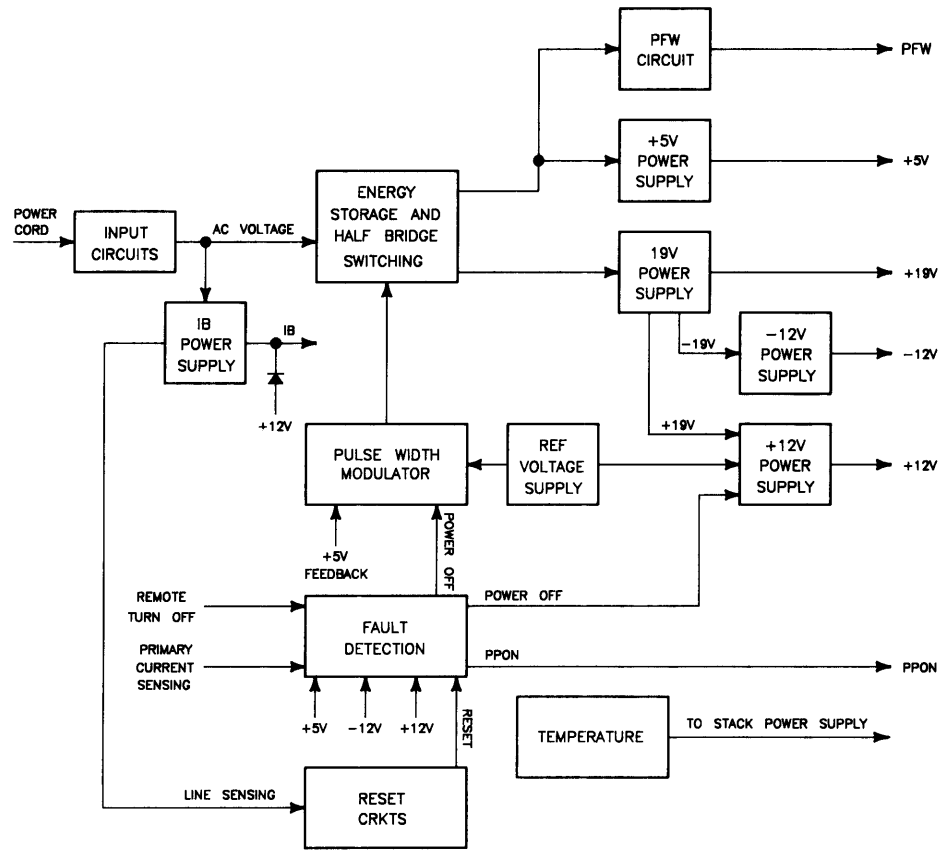 PFW
CIRCUIT
PFW
+5V
POWER
SUPPLY
+5V
POWER
CORD
INPUT
CIRCUITS
AC VOLTAGE
ENERGY
STORAGE AND
HALF BRIDGE
SWITCHING
19V
POWER
SUPPLY
+19V
IB
POWER
SUPPLY
IB
+12V
-19V
-12V
POWER
SUPPLY
-12V
+19V
PULSE WIDTH
MODULATOR
REF
VOLTAGE
SUPPLY
+12V
POWER
SUPPLY
+12V
+5V
FEEDBACK
POWER OFF
REMOTE
TURN OFF
POWER OFF
FAULT
DETECTION
PRIMARY
CURRENT
SENSING
PPON
PPON
+5V
-12V
+12V
RESET
TEMPERATURE
TO STACK POWER SUPPLY
LINE SENSING
RESET
CRKTS